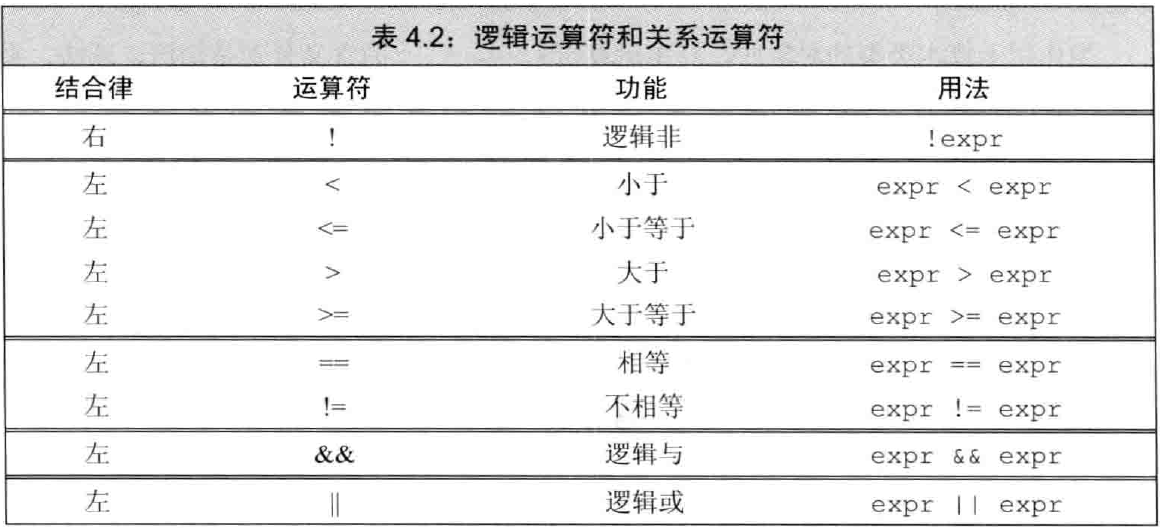 表 4.2：逻辑运算符和关系运算符
结合律 运算符 功能 用法
右 ! 逻辑非 !expr
左 < 小于 expr < expr
左 <= 小于等于 expr <= expr
左 > 大于 expr > expr
左 >= 大于等于 expr >= expr
左 == 相等 expr == expr
左 != 不相等 expr != expr
左 && 逻辑与 expr && expr
左 || 逻辑或 expr || expr